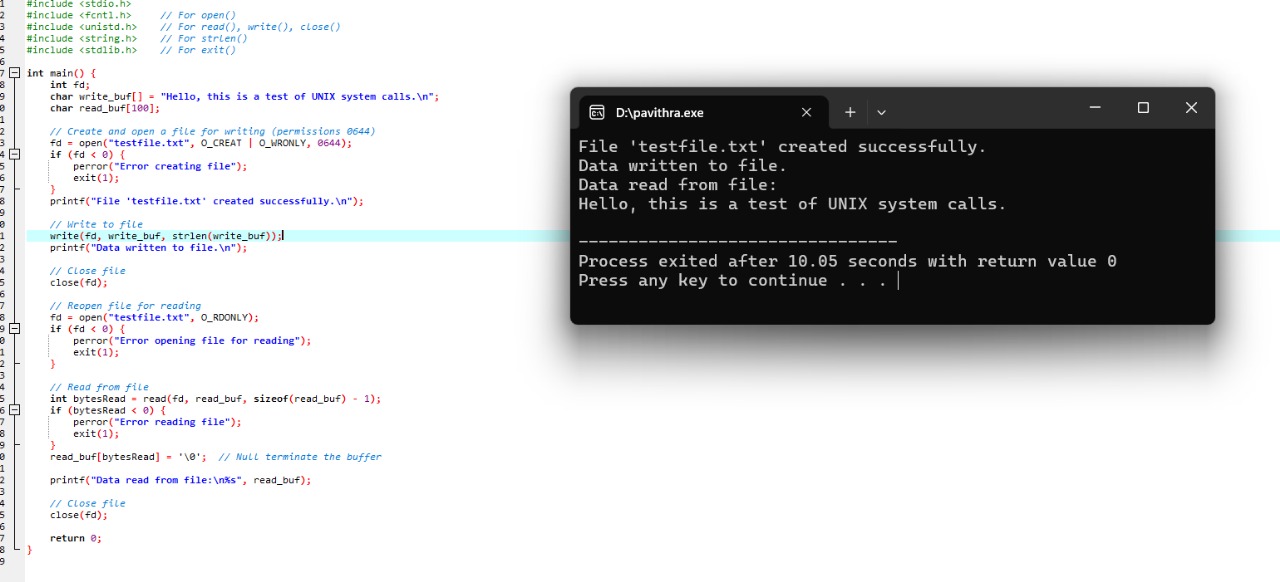 1 #include <stdio.h>
2 #include <fcntl.h>    // For open()
3 #include <unistd.h>   // For read(), write(), close()
4 #include <string.h>   // For strlen()
5 #include <stdlib.h>   // For exit()
6
7 int main() {
8     int fd;
9     char write_buf[] = "Hello, this is a test of UNIX system calls.\n";
0     char read_buf[100];
1
2     // Create and open a file for writing (permissions 0644)
3     fd = open("testfile.txt", O_CREAT | O_WRONLY, 0644);
4     if (fd < 0) {
5         perror("Error creating file");
6         exit(1);
7     }
8     printf("File 'testfile.txt' created successfully.\n");
9
0     // Write to file
1     write(fd, write_buf, strlen(write_buf));
2     printf("Data written to file.\n");
3
4     // Close file
5     close(fd);
6
7     // Reopen file for reading
8     fd = open("testfile.txt", O_RDONLY);
9     if (fd < 0) {
0         perror("Error opening file for reading");
1         exit(1);
2     }
3
4     // Read from file
5     int bytesRead = read(fd, read_buf, sizeof(read_buf) - 1);
6     if (bytesRead < 0) {
7         perror("Error reading file");
8         exit(1);
9     }
0     read_buf[bytesRead] = '\0';  // Null terminate the buffer
1
2     printf("Data read from file:\n%s", read_buf);
3
4     // Close file
5     close(fd);
6
7     return 0;
8 }
9
D:\pavithra.exe
File 'testfile.txt' created successfully.
Data written to file.
Data read from file:
Hello, this is a test of UNIX system calls.
--------------------------------
Process exited after 10.05 seconds with return value 0
Press any key to continue . . .